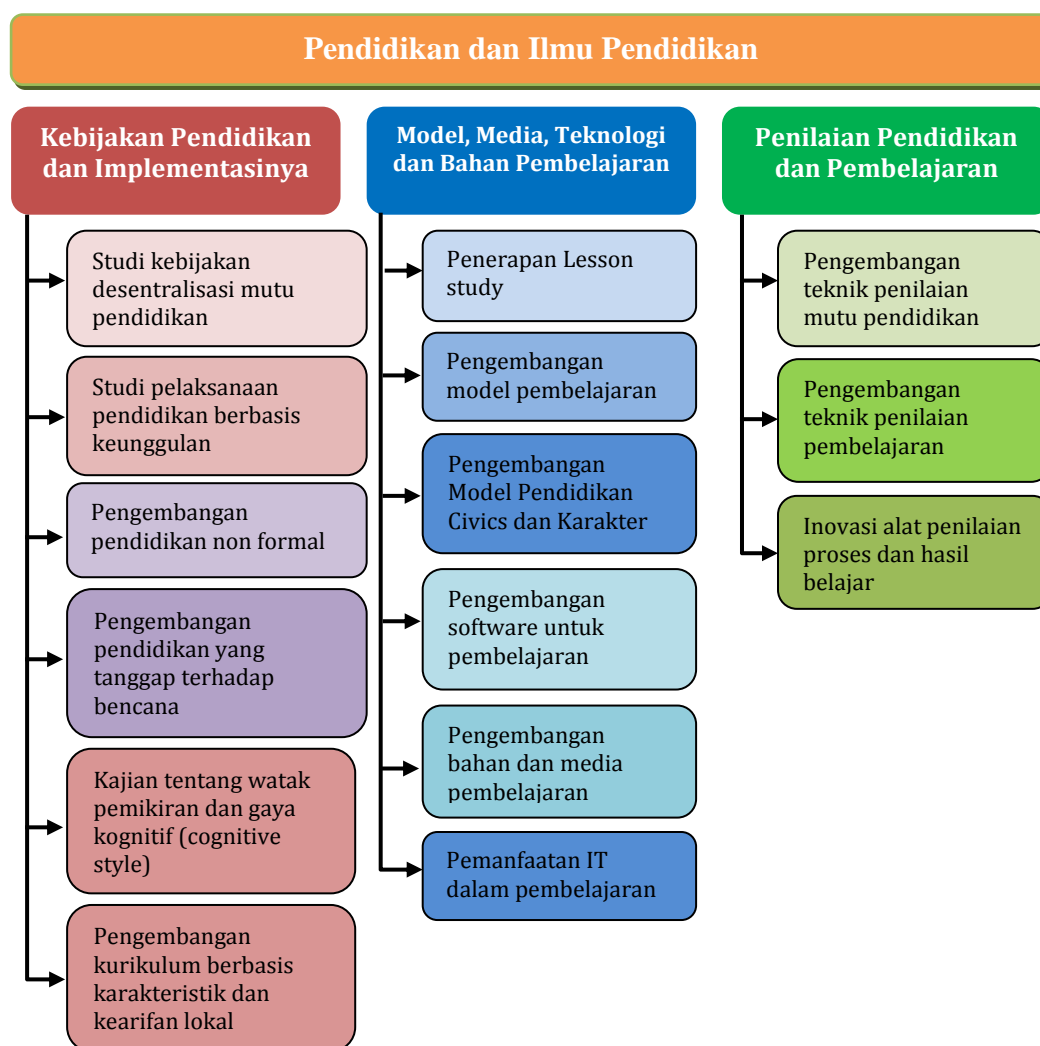 Pendidikan dan Ilmu Pendidikan
Kebijakan Pendidikan
dan Implementasinya
Studi kebijakan
desentralisasi mutu
pendidikan
Studi pelaksanaan
pendidikan berbasis
keunggulan
Pengembangan
pendidikan non formal
Pengembangan
pendidikan yang
tanggap terhadap
bencana
Kajian tentang watak
pemikiran dan gaya
kognitif (cognitive
style)
Pengembangan
kurikulum berbasis
karakteristik dan
kearifan lokal
Model, Media, Teknologi
dan Bahan Pembelajaran
Penerapan Lesson
study
Pengembangan
model pembelajaran
Pengembangan
Model Pendidikan
Civics dan Karakter
Pengembangan
software untuk
pembelajaran
Pengembangan
bahan dan media
pembelajaran
Pemanfaatan IT
dalam pembelajaran
Penilaian Pendidikan
dan Pembelajaran
Pengembangan
teknik penilaian
mutu pendidikan
Pengembangan
teknik penilaian
pembelajaran
Inovasi alat penilaian
proses dan hasil
belajar